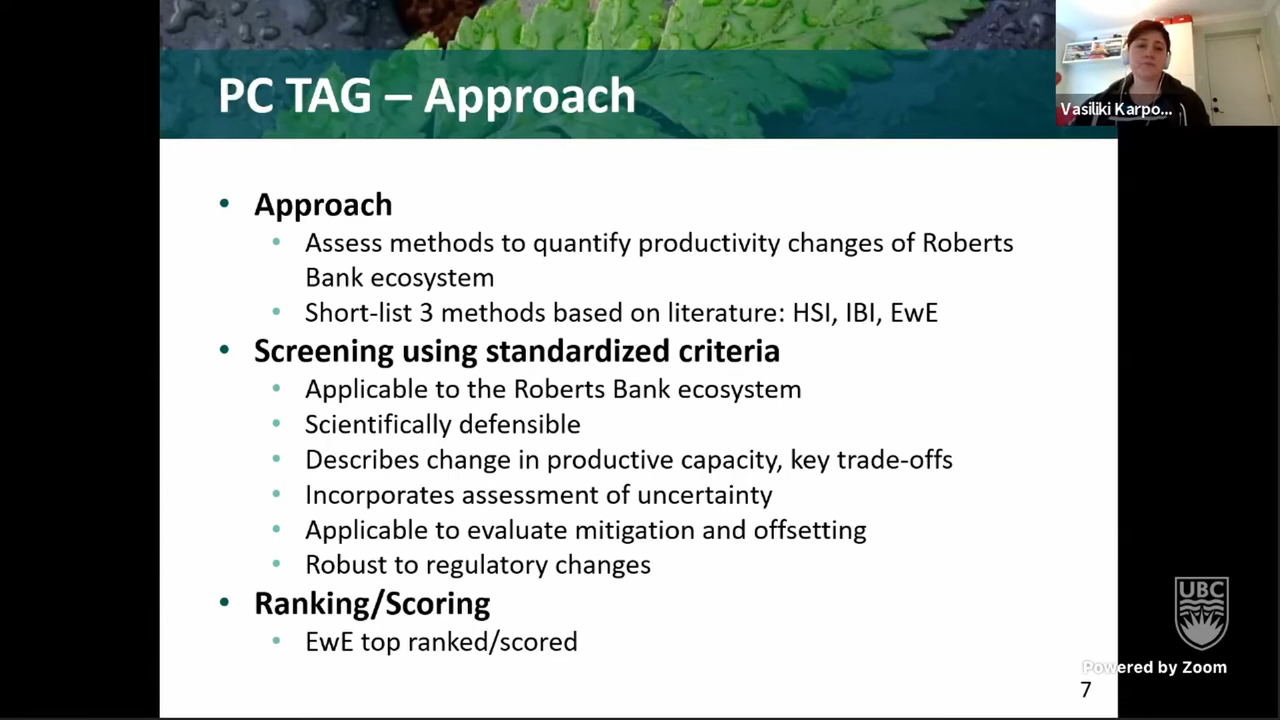 PC TAG – Approach
Vasiliki Karpo...
• Approach
• Assess methods to quantify productivity changes of Roberts
Bank ecosystem
• Short-list 3 methods based on literature: HSI, IBI, EwE
• Screening using standardized criteria
• Applicable to the Roberts Bank ecosystem
• Scientifically defensible
• Describes change in productive capacity, key trade-offs
• Incorporates assessment of uncertainty
• Applicable to evaluate mitigation and offsetting
• Robust to regulatory changes
• Ranking/Scoring
• EwE top ranked/scored
UBC
Powered by Zoom
7